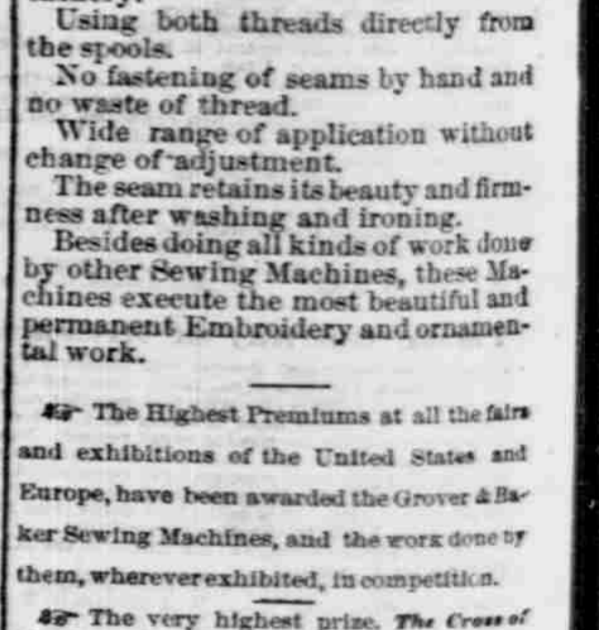 Using both threads directly from
the spools.
No fastening of seams by hand and
no waste of thread.
Wide range of application without
change of adjustment.
The seam retains its beauty and firm-
ness after washing and ironing.
Besides doing all kinds of work done
by other Sewing Machines, these Ma-
chines execute the most beautiful and
permanent Embroidery and ornamen-
tal work.
☞ The Highest Premiums at all the fairs
and exhibitions of the United States and
Europe, have been awarded the Grover & Ba-
ker Sewing Machines, and the work done by
them, wherever exhibited, in competition.
☞ The very highest prize, The Cross of